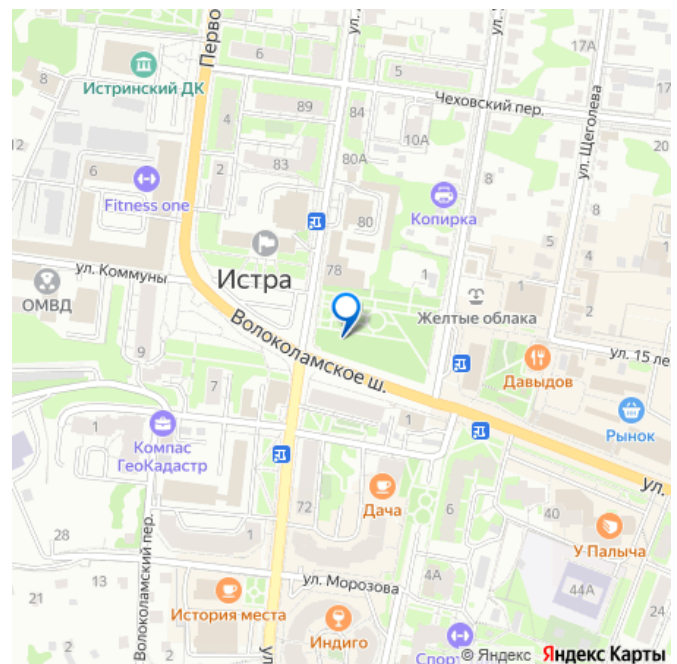 Перво
ул.
ул.
17А
6
5
8
Истринский ДК
89
84
Чеховский пер.
ул. Щеголева
17
4
10А
12
80А
20
6
2
83
Fitness one
8
8
80
Копирка
5
4
ул. Коммуны
78
1
Истра
2
ОМВД
Желтые облака
Волоколамское ш.
9
ул. 15 ле
7
Давыдов
1
1
Рынок
Компас
ГеоКадастр
ул.
72
Дача
6
40
28
У Палыча
Волоколамский пер.
13
ул. Морозова
4А
44А
21
История места
24
Индиго
ул
Спор
© Яндекс Яндекс Карты